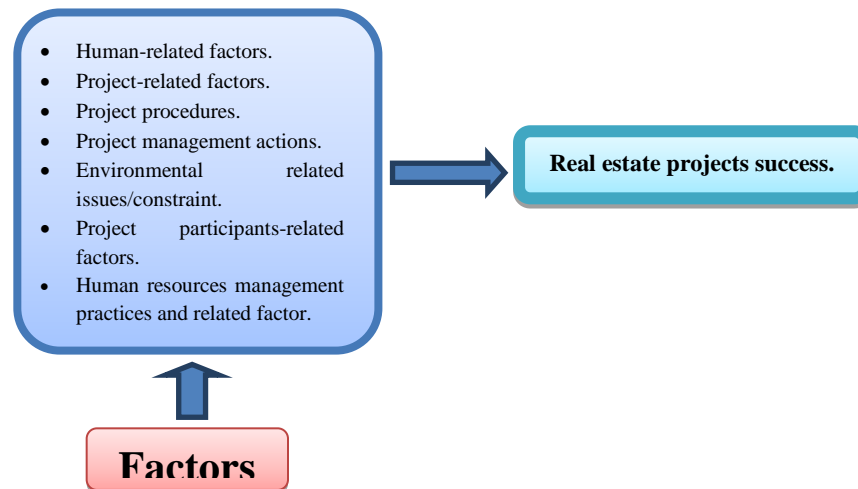 • Human-related factors.
• Project-related factors.
• Project procedures.
• Project management actions.
• Environmental related
issues/constraint.
• Project participants-related
factors.
• Human resources management
practices and related factor.
Real estate projects success.
Factors